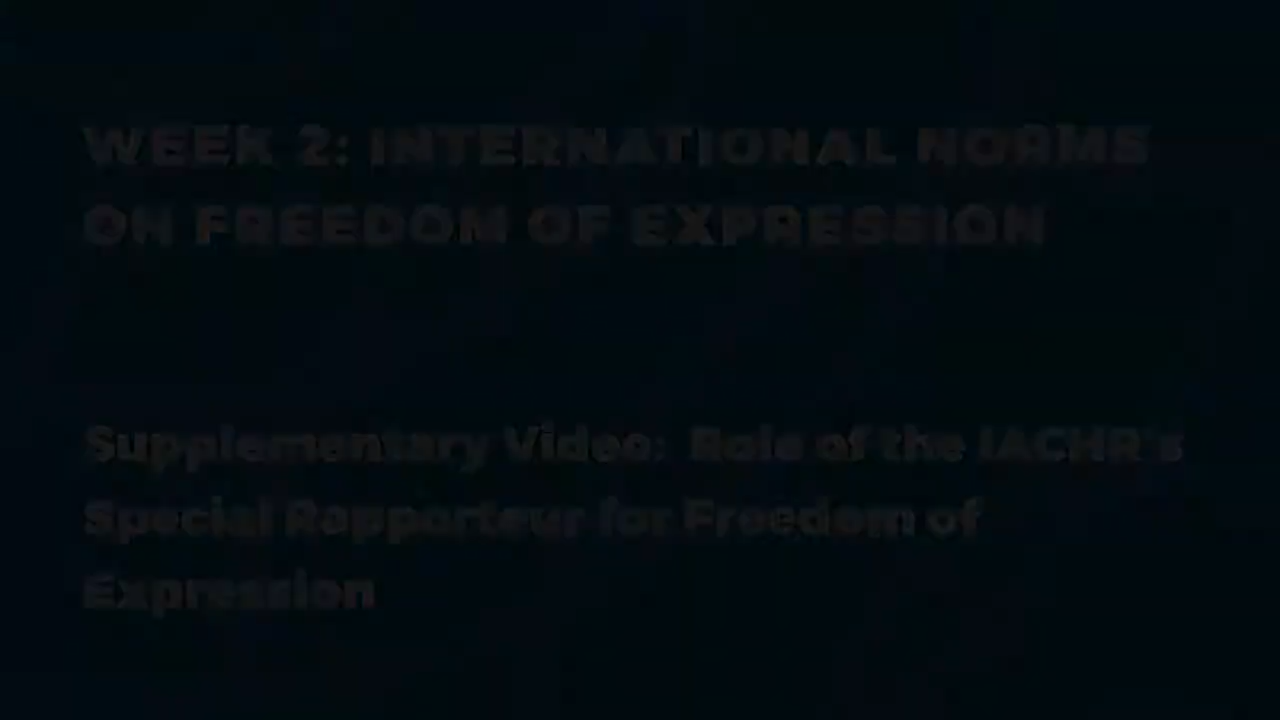 WEEK 2: INTERNATIONAL NORMS
ON FREEDOM OF EXPRESSION
Supplementary Video: Role of the IACHR's
Special Rapporteur for Freedom of
Expression